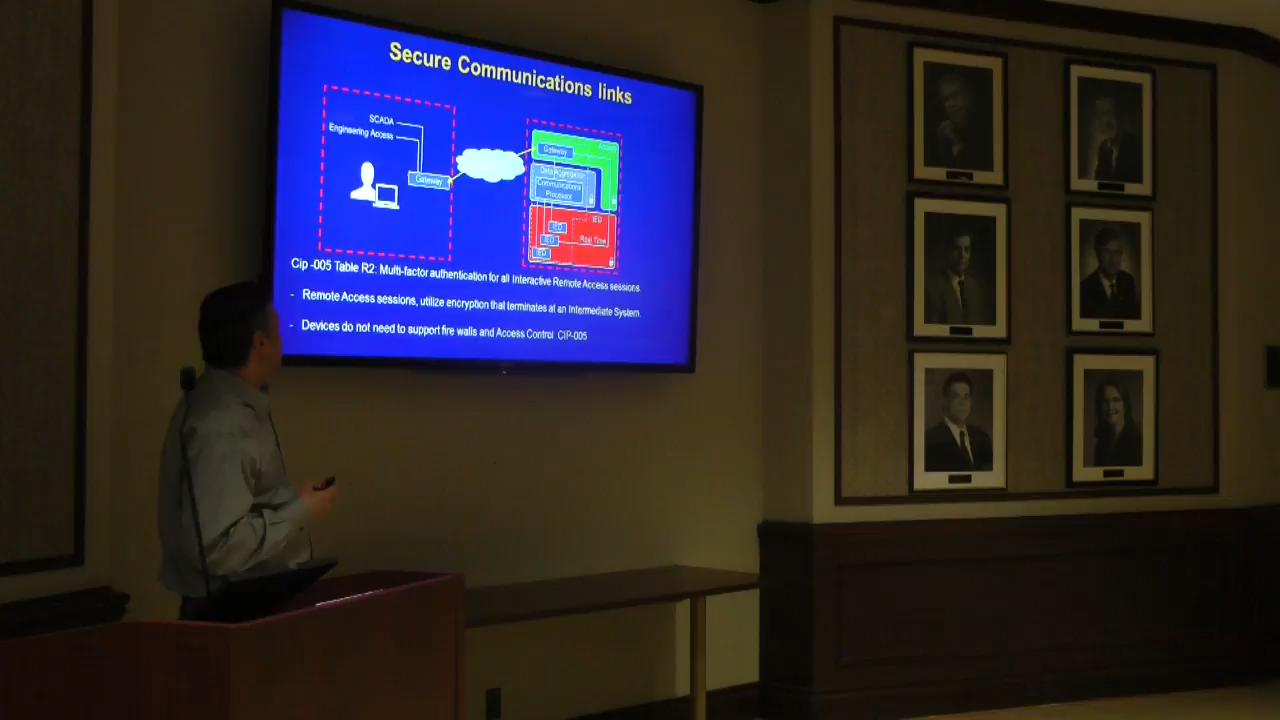 Secure Communications links
SCADA
Engineering Access
Gateway
Access
Gateway
Data Aggregation
Communications
Processor
IED
IED
Real Time
IED
IED
Cip -005 Table R2: Multi-factor authentication for all Interactive Remote Access sessions
- Remote Access sessions, utilize encryption that terminates at an Intermediate System.
- Devices do not need to support fire walls and Access Control CIP-005